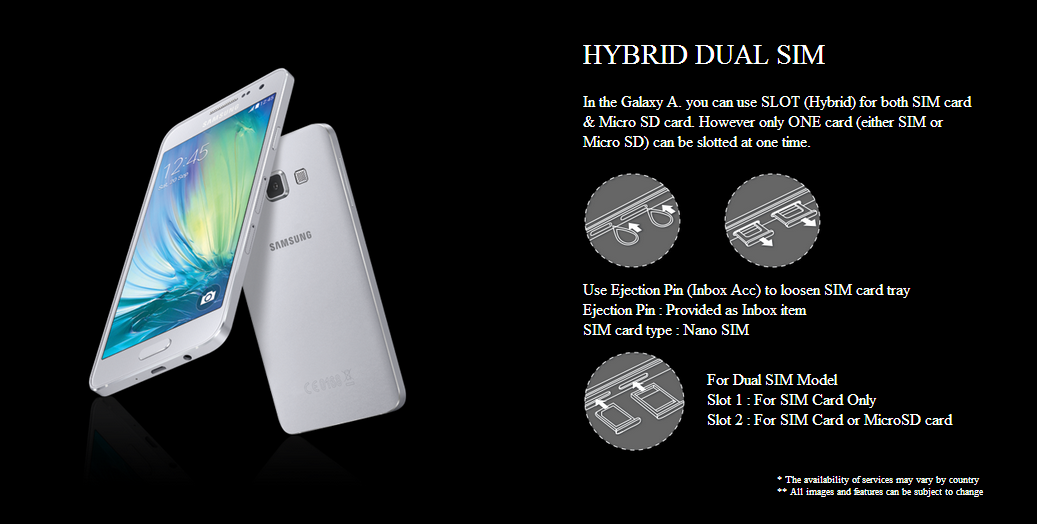 HYBRID DUAL SIM
In the Galaxy A. you can use SLOT (Hybrid) for both SIM card
& Micro SD card. However only ONE card (either SIM or
Micro SD) can be slotted at one time.
Use Ejection Pin (Inbox Acc) to loosen SIM card tray
Ejection Pin : Provided as Inbox item
SIM card type : Nano SIM
For Dual SIM Model
Slot 1 : For SIM Card Only
Slot 2 : For SIM Card or MicroSD card
* The availability of services may vary by country
** All images and features can be subject to change
SAMSUNG
12:45
SAMSUNG